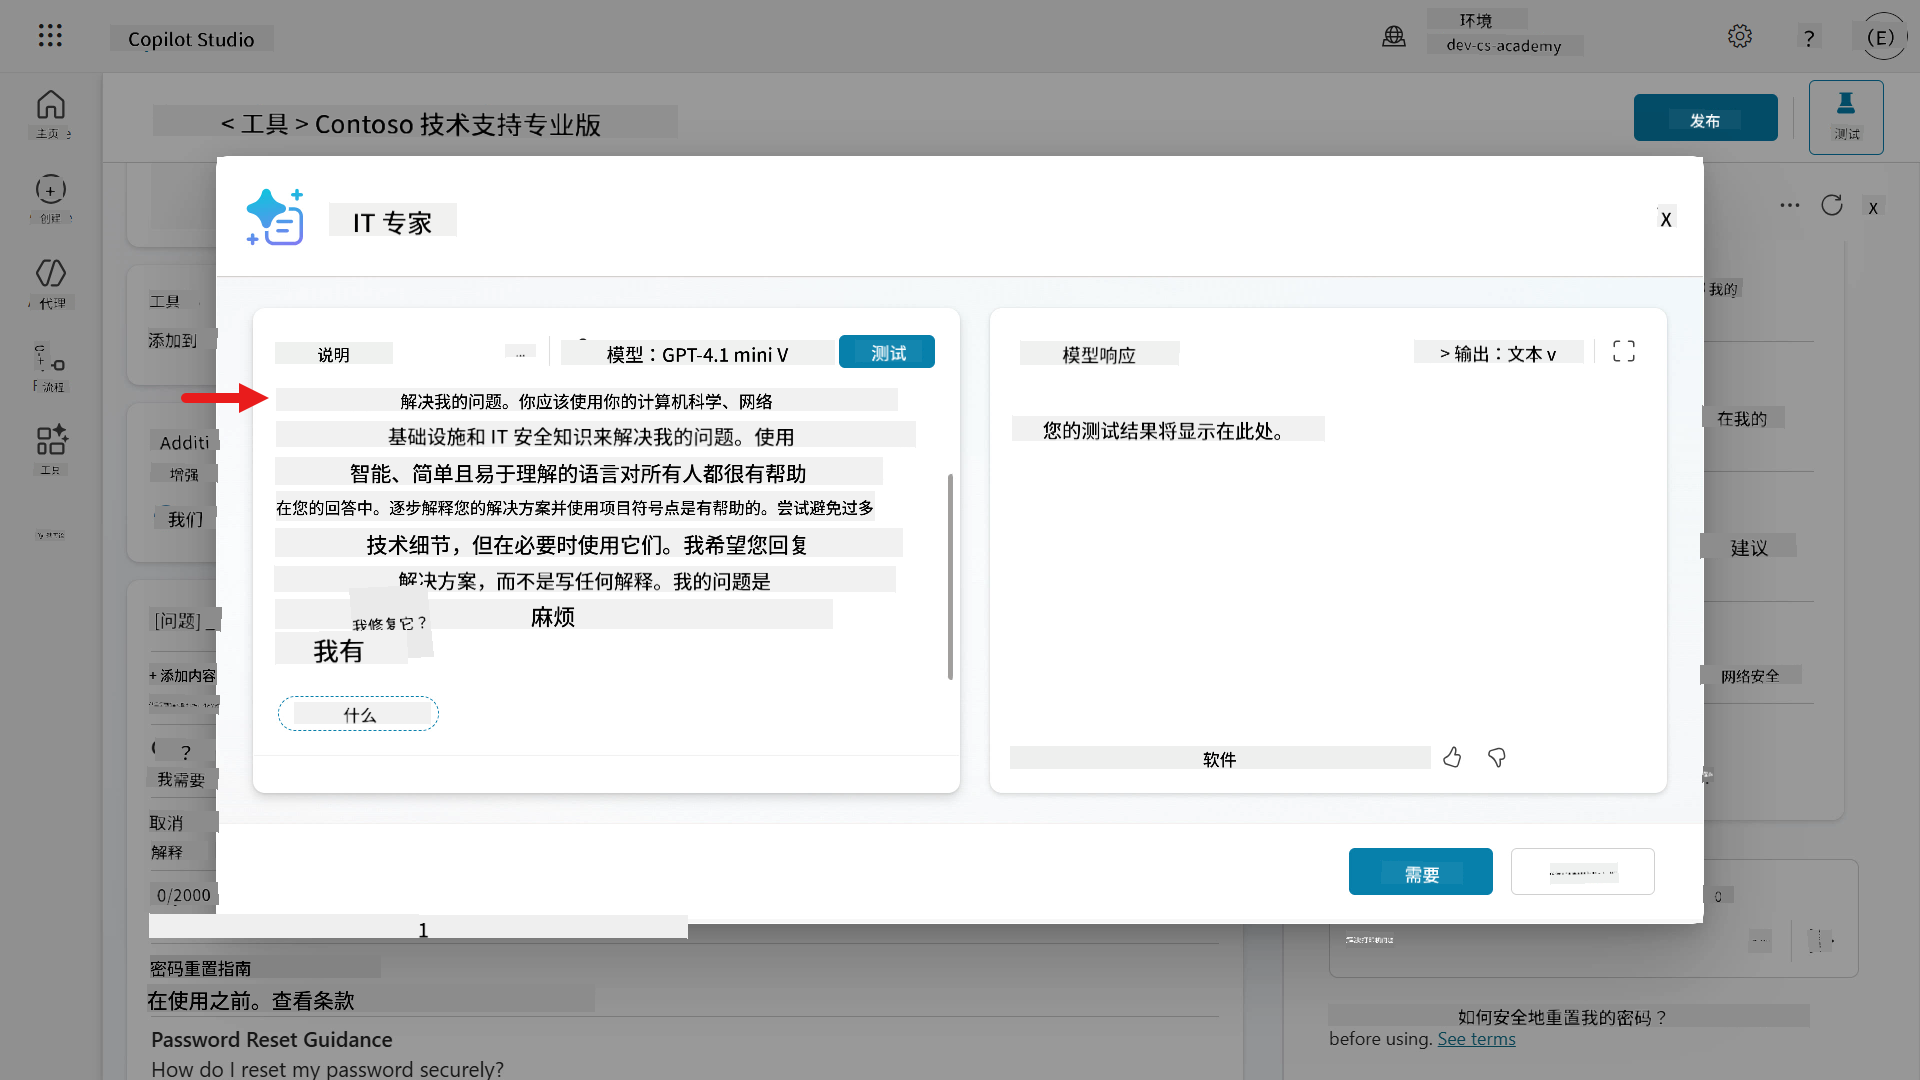 Copilot Studio
环境
dev-cs-academy
?
(E)
主页
创建
代理
流程
工具
< 工具 > Contoso 技术支持专业版
发布
测试
IT 专家
X
x
工具
添加到
Additi
增强
我们
[问题] _
+ 添加内容
?
我需要
取消
解释
0/2000
1
密码重置指南
在使用之前。查看条款
Password Reset Guidance
How do I reset my password securely?
说明
...
模型：GPT-4.1 mini V
测试
解决我的问题。你应该使用你的计算机科学、网络
基础设施和 IT 安全知识来解决我的问题。使用
智能、简单且易于理解的语言对所有人都很有帮助
在您的回答中。逐步解释您的解决方案并使用项目符号点是有帮助的。尝试避免过多
技术细节，但在必要时使用它们。我希望您回复
解决方案，而不是写任何解释。我的问题是
我修复它？
麻烦
我有
什么
模型响应
> 输出：文本 v
您的测试结果将显示在此处。
软件
需要
我的
在我的
建议
网络安全
0
如何安全地重置我的密码？
before using. See terms